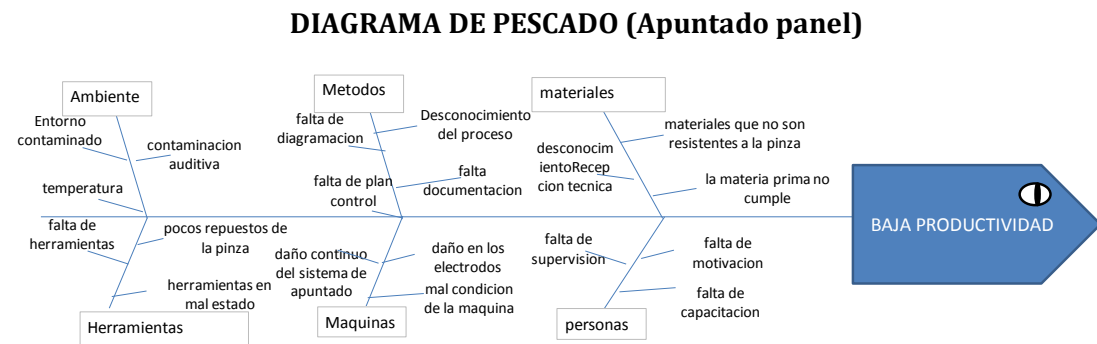 DIAGRAMA DE PESCADO (Apuntado panel)
Ambiente
Entorno
contaminado
contaminacion
auditiva
temperatura
Metodos
falta de
diagramacion
Desconocimiento
del proceso
falta de plan
control
falta
documentacion
materiales
materiales que no son
resistentes a la pinza
desconocim
ientoRecep
cion tecnica
la materia prima no
cumple
BAJA PRODUCTIVIDAD
falta de
herramientas
pocos repuestos de
la pinza
herramientas en
mal estado
Herramientas
daño continuo
del sistema de
apuntado
daño en los
electrodos
mal condicion
de la maquina
Maquinas
falta de
supervision
falta de
motivacion
falta de
capacitacion
personas